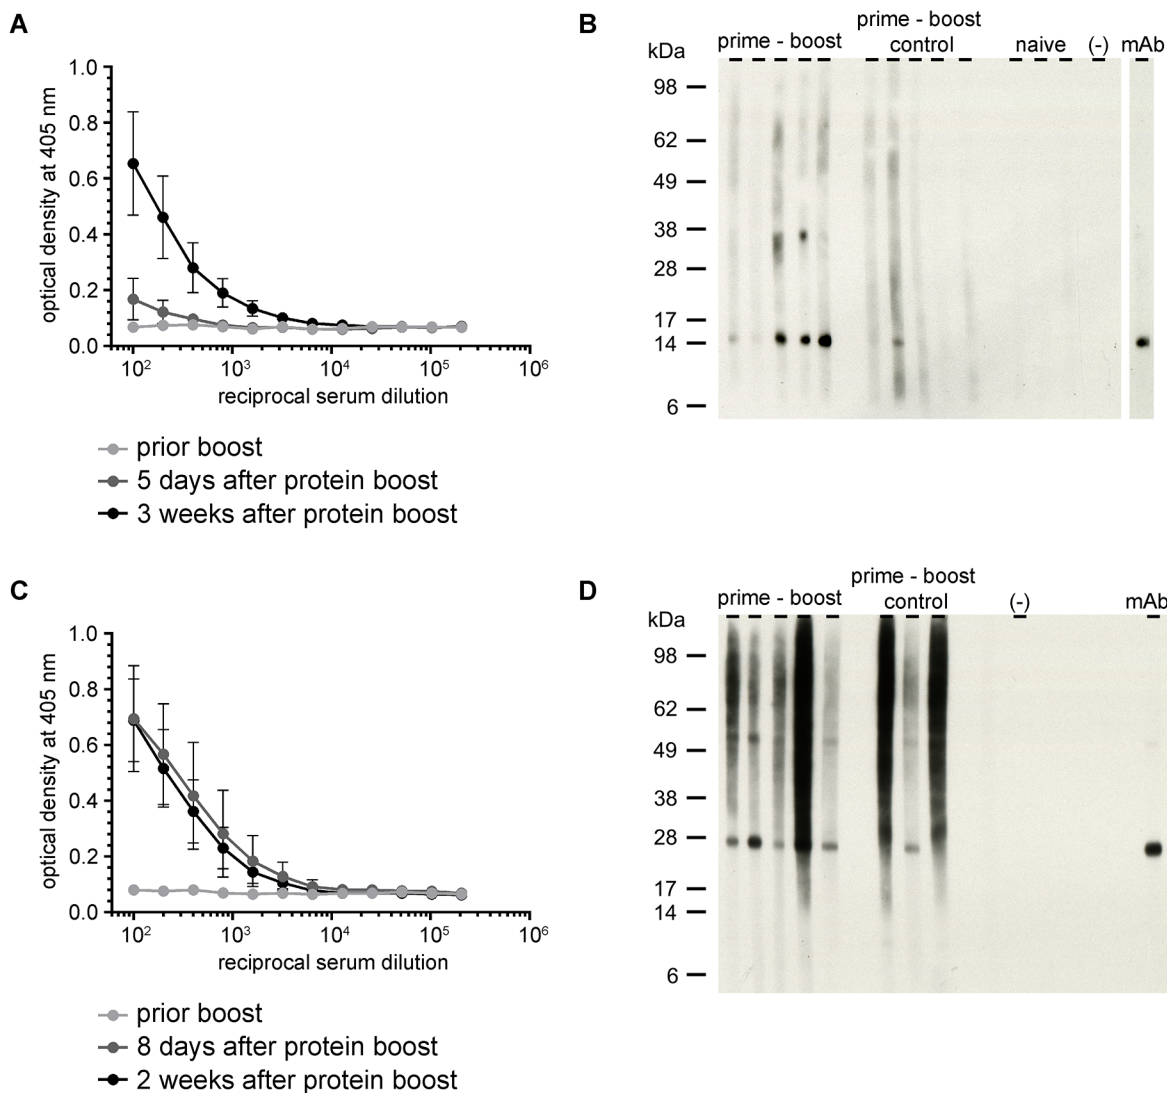 A
optical density at 405 nm
1.0
0.8
0.6
0.4
0.2
0.0
10² 10³ 10⁴ 10⁵ 10⁶
reciprocal serum dilution
prior boost
5 days after protein boost
3 weeks after protein boost
B
prime - boost
prime - boost
control
naive
(-)
mAb
kDa
98
62
49
38
28
17
14
6
C
optical density at 405 nm
1.0
0.8
0.6
0.4
0.2
0.0
10² 10³ 10⁴ 10⁵ 10⁶
reciprocal serum dilution
prior boost
8 days after protein boost
2 weeks after protein boost
D
prime - boost
prime - boost
control
(-)
mAb
kDa
98
62
49
38
28
17
14
6